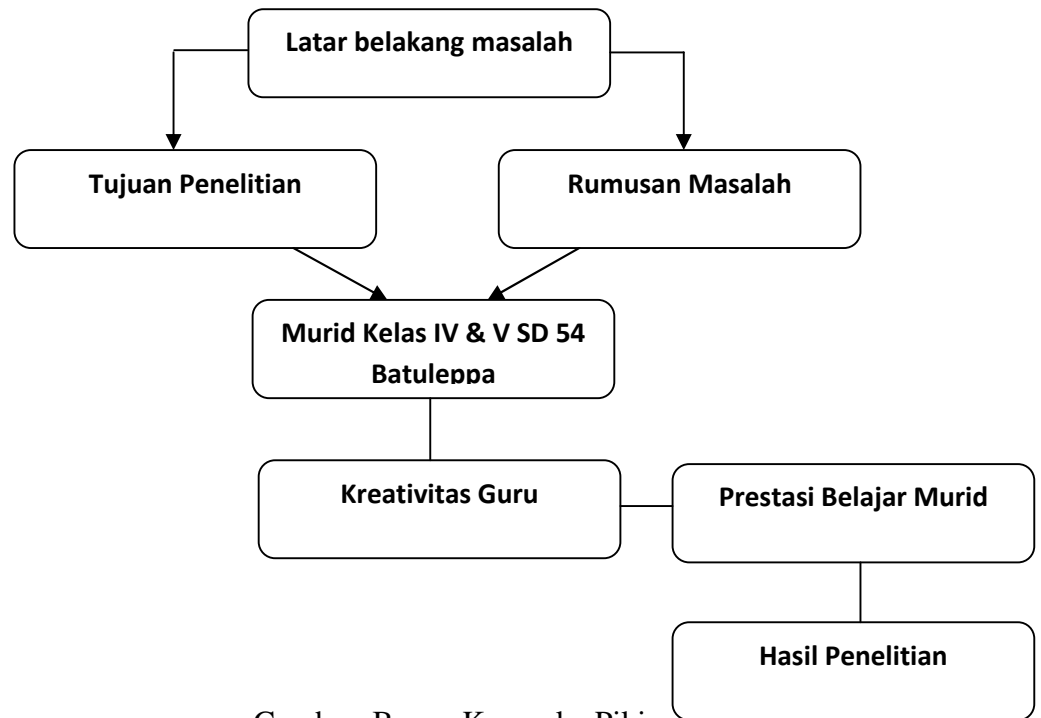 Latar belakang masalah
Tujuan Penelitian
Rumusan Masalah
Murid Kelas IV & V SD 54
Batuleppa
Kreativitas Guru
Prestasi Belajar Murid
Hasil Penelitian